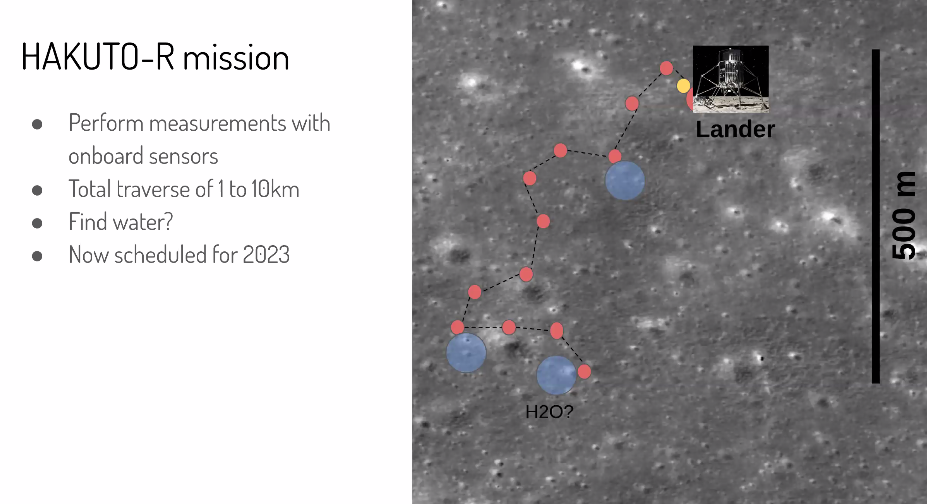 HAKUTO-R mission
● Perform measurements with
onboard sensors
● Total traverse of 1 to 10km
● Find water?
● Now scheduled for 2023
Lander
500 m
H2O?